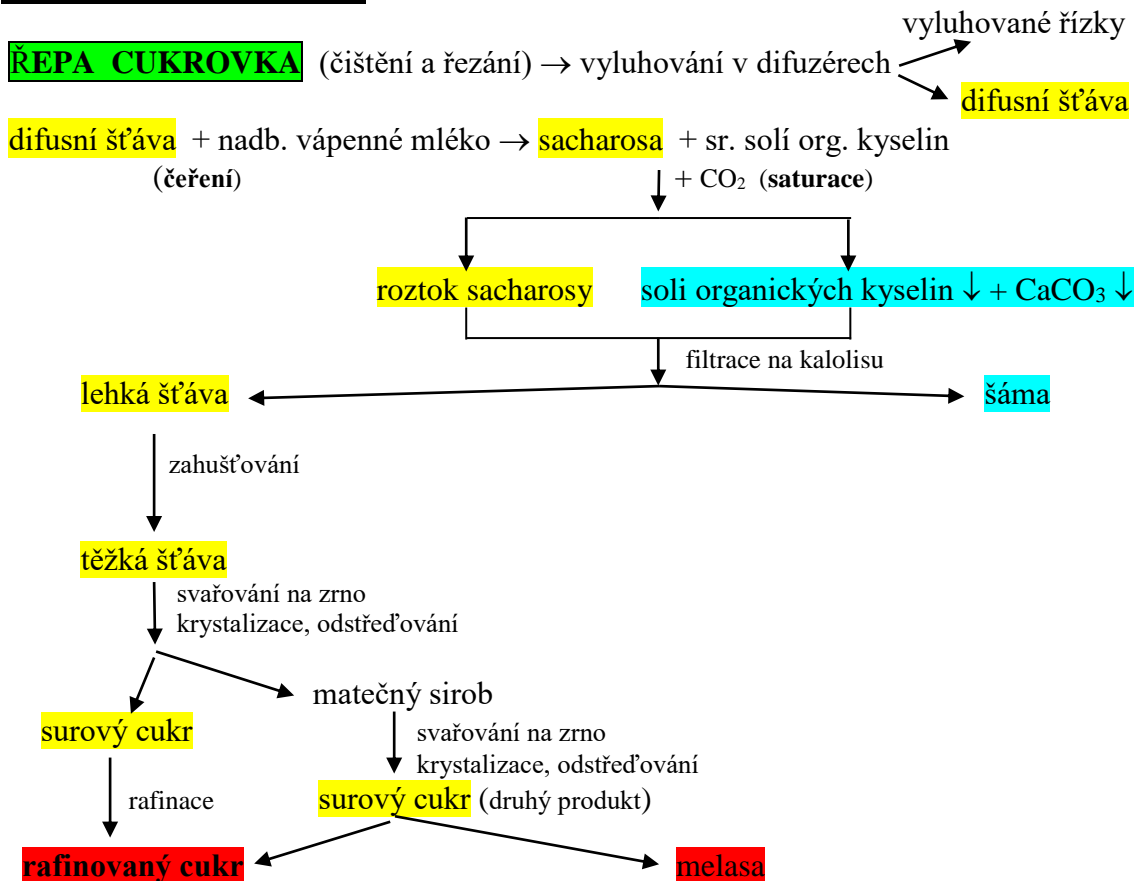 vyluhované řízky
ŘEPA CUKROVKA (čištění a řezání) → vyluhování v difuzérech
difusní šťáva
difusní šťáva + nadb. vápenné mléko → sacharosa + sr. solí org. kyselin
(čeření)
+ CO₂ (saturace)
roztok sacharosy
soli organických kyselin ↓ + CaCO₃ ↓
filtrace na kalolisu
lehká šťáva
šáma
zahušťování
těžká šťáva
svařování na zrno
krystalizace, odstřeďování
matečný sirob
surový cukr
svařování na zrno
krystalizace, odstřeďování
rafinace
surový cukr (druhý produkt)
rafinovaný cukr
melasa